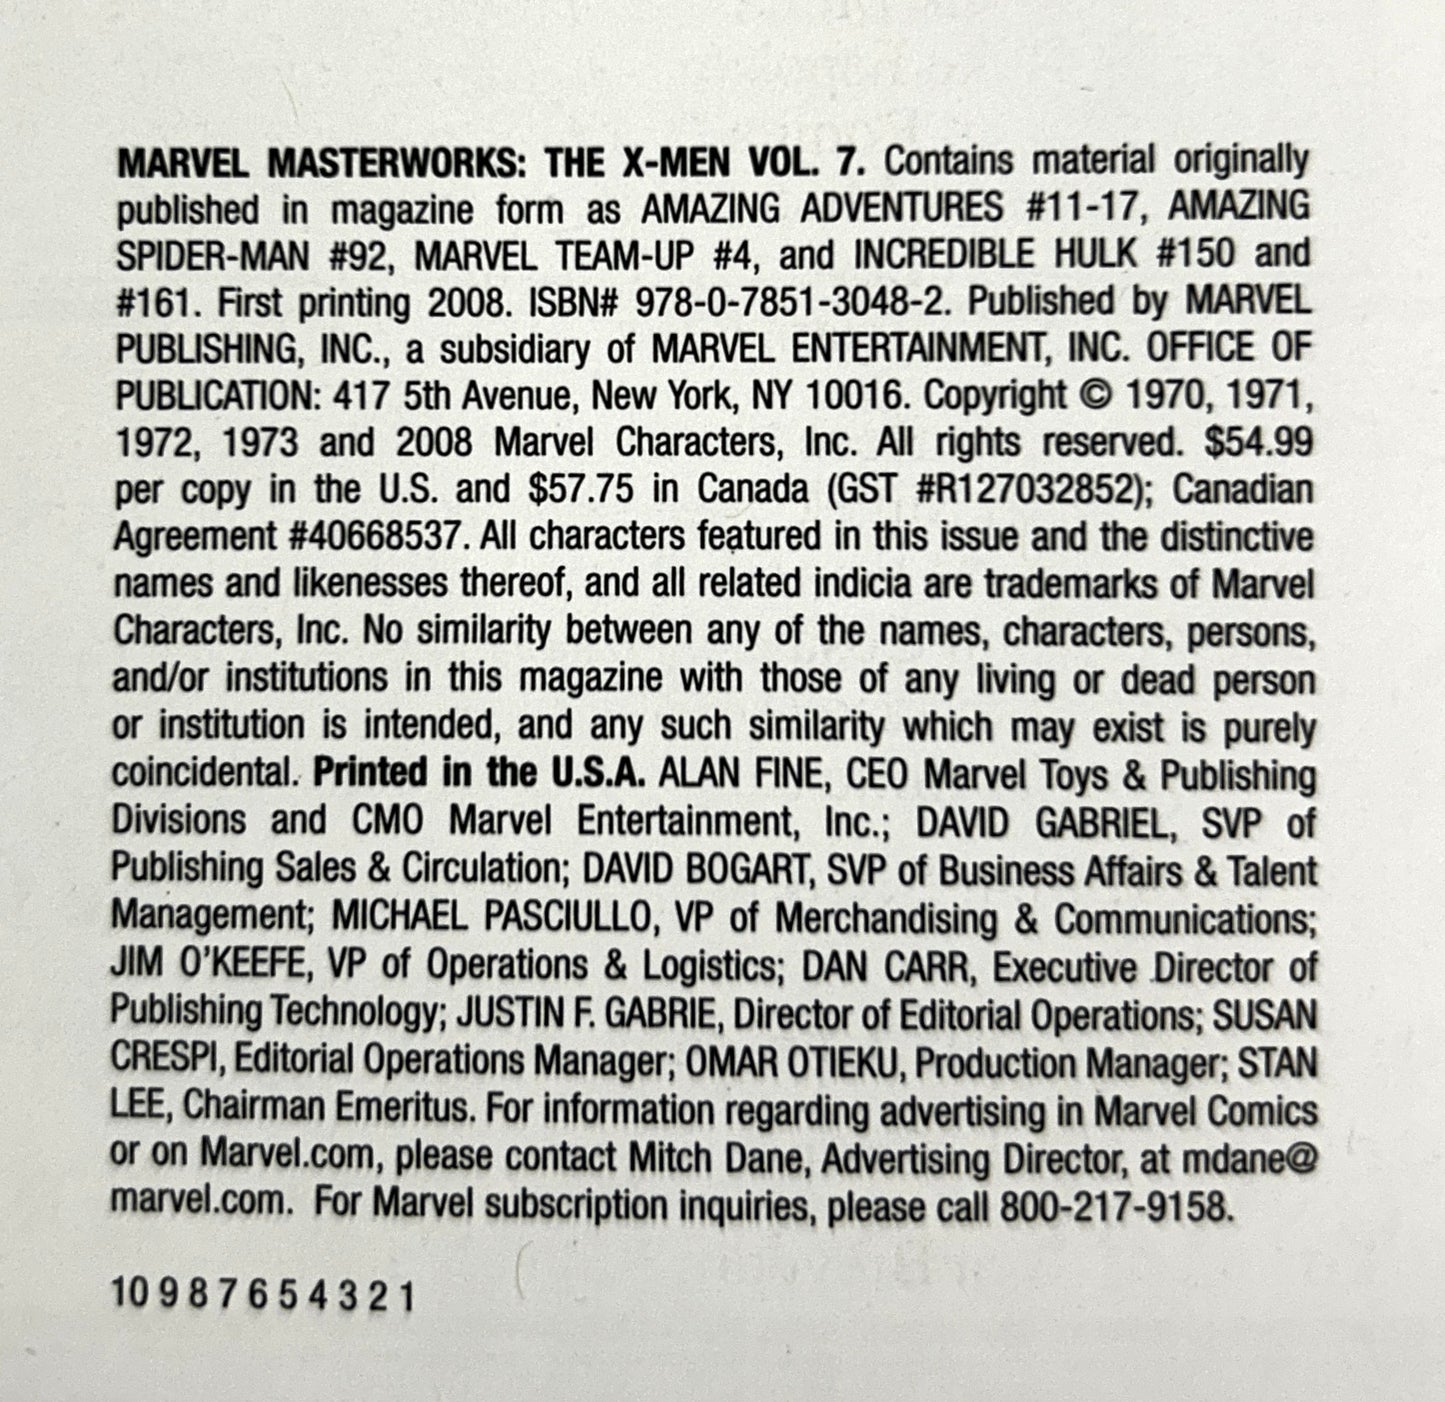 MARVEL MASTERWORKS: THE X-MEN VOL. 7. Contains material originally
published in magazine form as AMAZING ADVENTURES #11-17, AMAZING
SPIDER-MAN #92, MARVEL TEAM-UP #4, and INCREDIBLE HULK #150 and
#161. First printing 2008. ISBN# 978-0-7851-3048-2. Published by MARVEL
PUBLISHING, INC., a subsidiary of MARVEL ENTERTAINMENT, INC. OFFICE OF
PUBLICATION: 417 5th Avenue, New York, NY 10016. Copyright © 1970, 1971,
1972, 1973 and 2008 Marvel Characters, Inc. All rights reserved. $54.99
per copy in the U.S. and $57.75 in Canada (GST #R127032852); Canadian
Agreement #40668537. All characters featured in this issue and the distinctive
names and likenesses thereof, and all related indicia are trademarks of Marvel
Characters, Inc. No similarity between any of the names, characters, persons,
and/or institutions in this magazine with those of any living or dead person
or institution is intended, and any such similarity which may exist is purely
coincidental. Printed in the U.S.A. ALAN FINE, CEO Marvel Toys & Publishing
Divisions and CMO Marvel Entertainment, Inc.; DAVID GABRIEL, SVP of
Publishing Sales & Circulation; DAVID BOGART, SVP of Business Affairs & Talent
Management; MICHAEL PASCIULLO, VP of Merchandising & Communications;
JIM O'KEEFE, VP of Operations & Logistics; DAN CARR, Executive Director of
Publishing Technology; JUSTIN F. GABRIE, Director of Editorial Operations; SUSAN
CRESPI, Editorial Operations Manager; OMAR OTIEKU, Production Manager; STAN
LEE, Chairman Emeritus. For information regarding advertising in Marvel Comics
or on Marvel.com, please contact Mitch Dane, Advertising Director, at mdane@
marvel.com. For Marvel subscription inquiries, please call 800-217-9158.
10 9 8 7 6 5 4 3 2 1